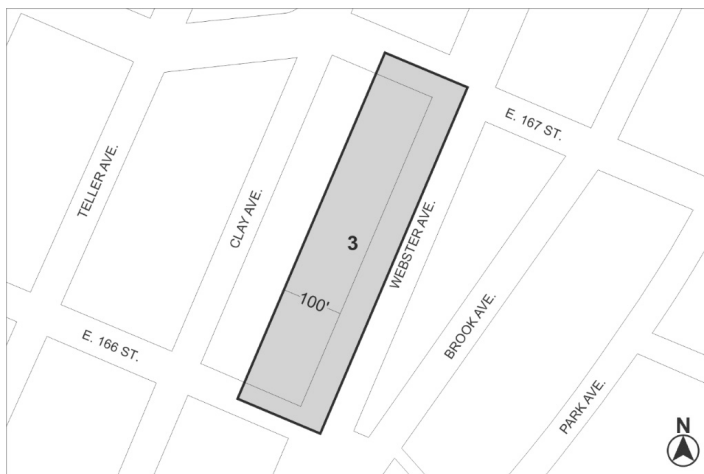 E. 167 ST.
TELLER AVE.
CLAY AVE.
3
WEBSTER AVE.
100'
E. 166 ST.
BROOK AVE.
PARK AVE.
N